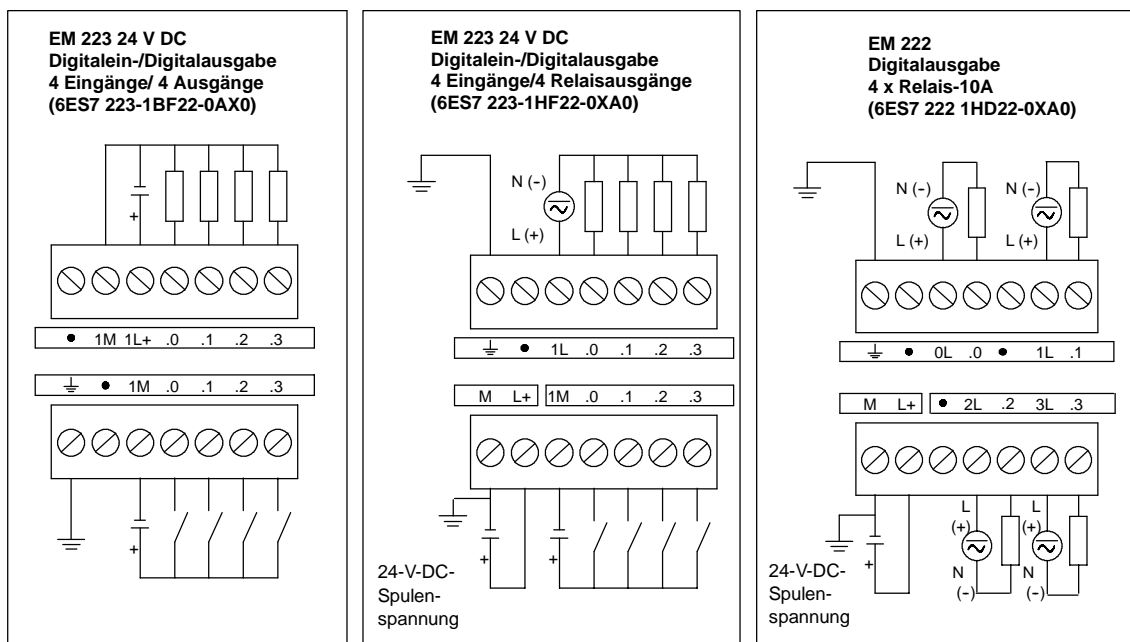 EM 223 24 V DC
Digitalein-/Digitalausgabe
4 Eingänge/ 4 Ausgänge
(6ES7 223-1BF22-0AX0)
+
● 1M 1L+ .0 .1 .2 .3
⏚ ● 1M .0 .1 .2 .3
+
EM 223 24 V DC
Digitalein-/Digitalausgabe
4 Eingänge/4 Relaisausgänge
(6ES7 223-1HF22-0XA0)
N (-)
L (+)
⏚ ● 1L .0 .1 .2 .3
M L+ 1M .0 .1 .2 .3
+ +
24-V-DC-
Spulen-
spannung
EM 222
Digitalausgabe
4 x Relais-10A
(6ES7 222 1HD22-0XA0)
N (-) N (-)
L (+) L (+)
⏚ ● 0L .0 ● 1L .1
M L+ ● 2L .2 3L .3
L L
(+) (+)
+
N N
(-) (-)
24-V-DC-
Spulen-
spannung